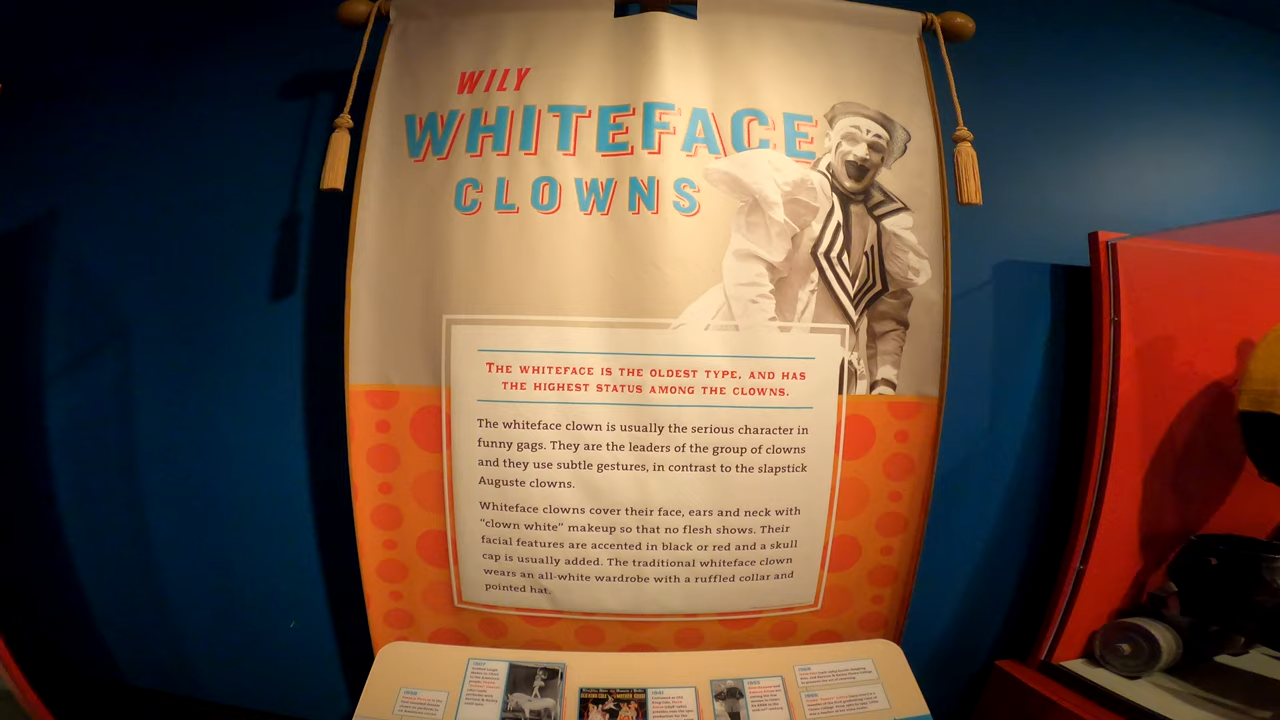 WILY
WHITEFACE
CLOWNS
THE WHITEFACE IS THE OLDEST TYPE, AND HAS
THE HIGHEST STATUS AMONG THE CLOWNS.
The whiteface clown is usually the serious character in
funny gags. They are the leaders of the group of clowns
and they use subtle gestures, in contrast to the slapstick
Auguste clowns.
Whiteface clowns cover their face, ears and neck with
"clown white" makeup so that no flesh shows. Their
facial features are accented in black or red and a skull
cap is usually added. The traditional whiteface clown
wears an all-white wardrobe with a ruffled collar and
pointed hat.